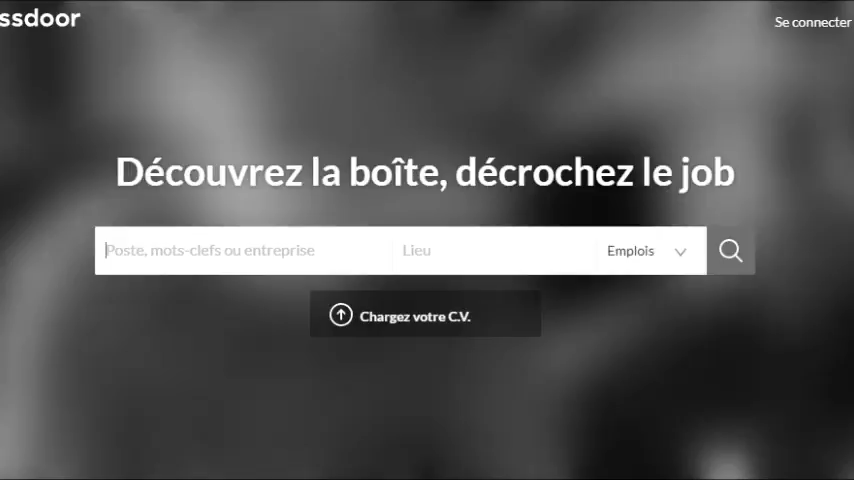 ssdoor
Se connecter
Découvrez la boîte, décrochez le job
Poste, mots-clefs ou entreprise
Lieu
Emplois
Chargez votre C.V.